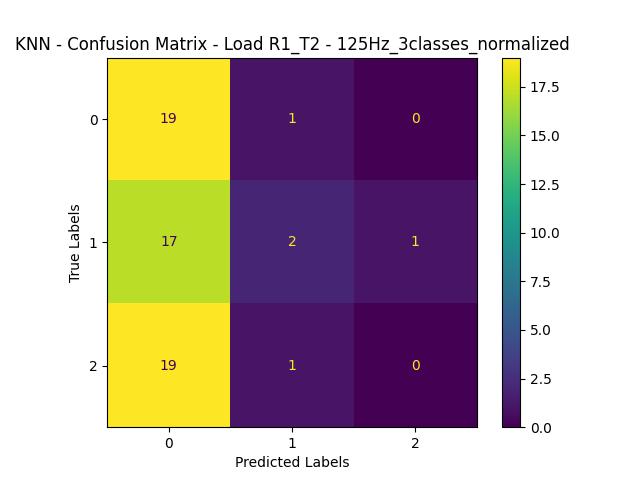 KNN - Confusion Matrix - Load R1_T2 - 125Hz_3classes_normalized
17.5
15.0
12.5
10.0
7.5
5.0
2.5
0.0
True Labels
0
1
2
19 1 0
17 2 1
19 1 0
0 1 2
Predicted Labels